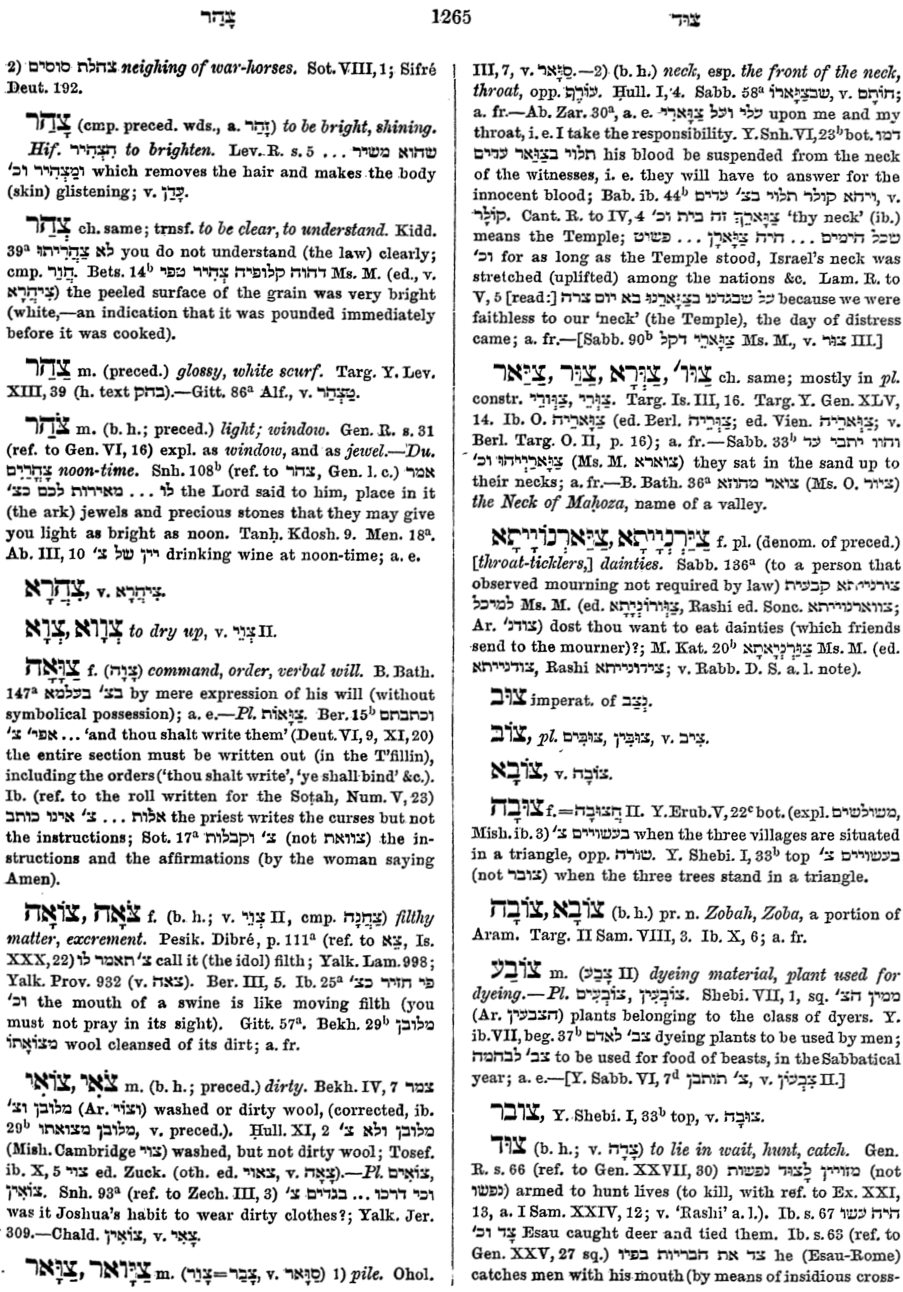 צָהַר 1265 צוּד
2) צהלת סוסים neighing of war-horses. Sot. VIII, 1; Sifré
Deut. 192.
צָהַר (cmp. preced. wds., a. זָהַר) to be bright, shining.
Hif. הִצְהִיר to brighten. Lev. R. s. 5 שהוא משיר ...
ומַצְהִיר וכ' which removes the hair and makes the body
(skin) glistening; v. עָדַן.
צְהַר ch. same; trnsf. to be clear, to understand. Kidd.
39ᵃ לא צְהֲרִיתוּ you do not understand (the law) clearly;
cmp. חֲוַר. Bets. 14ᵇ דהוה קלופיה צְהִיר טפי Ms. M. (ed., v.
צִיהֲרָא) the peeled surface of the grain was very bright
(white,—an indication that it was pounded immediately
before it was cooked).
צַהַר m. (preced.) glossy, white scurf. Targ. Y. Lev.
XIII, 39 (h. text בהק).—Gitt. 86ᵃ Alf., v. מַצְהַר.
צֹהַר m. (b. h.; preced.) light; window. Gen. R. s. 31
(ref. to Gen. VI, 16) expl. as window, and as jewel.—Du.
צָהֳרַיִם noon-time. Snh. 108ᵇ (ref. to צהר, Gen. l. c.) אמר
לו ... מאירות לכם כצ' the Lord said to him, place in it
(the ark) jewels and precious stones that they may give
you light as bright as noon. Tanḥ. Kdosh. 9. Men. 18ᵃ.
Ab. III, 10 יין של צ' drinking wine at noon-time; a. e.
צִהֲרָא, v. צִיהֲרָא.
צְוָא, צְוָוא to dry up, v. צְוֵי II.
צַוָּאָה f. (צָוָה) command, order, verbal will. B. Bath.
147ᵃ בצ' בעלמא by mere expression of his will (without
symbolical possession); a. e.—Pl. צַוָּאוֹת. Ber. 15ᵇ וכתבתם
... אפי' צ' 'and thou shalt write them' (Deut. VI, 9, XI, 20)
the entire section must be written out (in the T'fillin),
including the orders ('thou shalt write', 'ye shall bind' &c.).
Ib. (ref. to the roll written for the Soṭah, Num. V, 23)
אלות ... צ' אינו כותב the priest writes the curses but not
the instructions; Sot. 17ᵃ צ' וקבלות (not צוואת) the in-
structions and the affirmations (by the woman saying
Amen).
צֹאָה, צוֹאָה f. (b. h.; v. צְוֵי II, cmp. צַחֲנָה) filthy
matter, excrement. Pesik. Dibré, p. 111ᵃ (ref. to צֵא, Is.
XXX, 22) צ' תאמר לו call it (the idol) filth; Yalk. Lam. 998;
Yalk. Prov. 932 (v. צאה). Ber. III, 5. Ib. 25ᵃ פי חזיר כצ'
וכ' the mouth of a swine is like moving filth (you
must not pray in its sight). Gitt. 57ᵃ. Bekh. 29ᵇ מלובן
מצוֹאָתוֹ wool cleansed of its dirt; a. fr.
צֹאִי, צוֹאִי m. (b. h.; preced.) dirty. Bekh. IV, 7 צמר
מלובן וצ' (Ar. וצוי) washed or dirty wool, (corrected, ib.
29ᵇ מלובן מצואתו, v. preced.). Hull. XI, 2 מלובן ולא צ'
(Mish. Cambridge צוי) washed, but not dirty wool; Tosef.
ib. X, 5 צוי ed. Zuck. (oth. ed. צאוי, v. צָאָה).—Pl. צוֹאִים,
צוֹאִין. Snh. 93ᵃ (ref. to Zech. III, 3) וכי דרכו ... בגדים צ'
was it Joshua's habit to wear dirty clothes?; Yalk. Jer.
309.—Chald. צוֹאִין, v. צָאֵי.
צַוָּאר, צַוָּואר m. (צָבַר=צָוַר, v. סַוָּאר) 1) pile. Ohol.
III, 7, v. סַוָּאר.—2) (b. h.) neck, esp. the front of the neck,
throat, opp. עוֹרֶף. Hull. I, 4. Sabb. 58ᵃ שבצַוָּארוֹ, v. חוֹתָם;
a. fr.—Ab. Zar. 30ᵃ, a. e. עלי ועל צַוָּארִי upon me and my
throat, i. e. I take the responsibility. Y. Snh. VI, 23ᵇ bot. דמו
תלוי בצַוַּאר עדים his blood be suspended from the neck
of the witnesses, i. e. they will have to answer for the
innocent blood; Bab. ib. 44ᵇ ויהא קולר תלוי בצ' עדים, v.
קוֹלָר. Cant. R. to IV, 4 צַוָּארֵךְ זה בית וכ' 'thy neck' (ib.)
means the Temple; שכל הימים ... היה צַוָּארָן ... פשוט
וכ' for as long as the Temple stood, Israel's neck was
stretched (uplifted) among the nations &c. Lam. R. to
V, 5 [read:] על שבגדנו בצַוָּארֵנוּ בא יום צרה because we were
faithless to our 'neck' (the Temple), the day of distress
came; a. fr.—[Sabb. 90ᵇ צַוָּארֵי דקל Ms. M., v. צור III.]
צַוּוּ', צַוְּרָא, צַוַּר, צַוַּאר ch. same; mostly in pl.
constr. צַוְּרֵי, צַוּוּרֵי. Targ. Is. III, 16. Targ. Y. Gen. XLV,
14. Ib. O. צַוָּארֵיהּ (ed. Berl. צַוְּרֵיהּ; ed. Vien. צַוְּארֵיהּ; v.
Berl. Targ. O. II, p. 16); a. fr.—Sabb. 33ᵇ והוו יתבי עד
צַוָּארַיְיהוּ וכ' (Ms. M. צוארא) they sat in the sand up to
their necks; a. fr.—B. Bath. 36ᵃ צואר מחוזא (Ms. O. ציור)
the Neck of Maḥoza, name of a valley.
צַוַּרְנְיָיתָא, צַוַּארְנוֹיָיתָא f. pl. (denom. of preced.)
[throat-ticklers,] dainties. Sabb. 136ᵃ (to a person that
observed mourning not required by law) צורנייתא קבעית
למיכל Ms. M. (ed. צַוּורוֹנְיָתָא, Rashi ed. Sonc. צווארנוייתא;
Ar. צודנ') dost thou want to eat dainties (which friends
send to the mourner)?; M. Kat. 20ᵇ צַוּרְנָיָאתָא Ms. M. (ed.
צודנייתא, Rashi צידונייתא; v. Rabb. D. S. a. l. note).
צוּב imperat. of נְצַב.
צוֹב, pl. צוּבִּין, צוּבִּים, v. צִיב.
צוֹבָא, v. צוֹבָה.
צוּבָה f.=חֲצוּבָה II. Y. Erub. V, 22ᶜ bot. (expl. משולשים,
Mish. ib. 3) בעשויים צ' when the three villages are situated
in a triangle, opp. שורה. Y. Shebi. I, 33ᵇ top בעשויים צ'
(not צובר) when the three trees stand in a triangle.
צוֹבָא, צוֹבָה (b. h.) pr. n. Zobah, Zoba, a portion of
Aram. Targ. II Sam. VIII, 3. Ib. X, 6; a. fr.
צוֹבֵעַ m. (צָבַע II) dyeing material, plant used for
dyeing.—Pl. צוֹבְעִין, צוֹבְעִים. Shebi. VII, 1, sq. ממין הצ'
(Ar. הצבעין) plants belonging to the class of dyers. Y.
ib. VII, beg. 37ᵇ צב' לאדם dyeing plants to be used by men;
צב' לבהמה to be used for food of beasts, in the Sabbatical
year; a. e.—[Y. Sabb. VI, 7ᵈ צ' תותבן, v. צִבְעוֹן II.]
צובר, Y. Shebi. I, 33ᵇ top, v. צוּבָה.
צוּד (b. h.; v. צָדָה) to lie in wait, hunt, catch. Gen.
R. s. 66 (ref. to Gen. XXVII, 30) מזויין לָצוּד נפשות (not
נפשו) armed to hunt lives (to kill, with ref. to Ex. XXI,
13, a. I Sam. XXIV, 12; v. 'Rashi' a. l.). Ib. s. 67 היה עשו
צָד וכ' Esau caught deer and tied them. Ib. s. 63 (ref. to
Gen. XXV, 27 sq.) צד את הבריות בפיו he (Esau-Rome)
catches men with his mouth (by means of insidious cross-